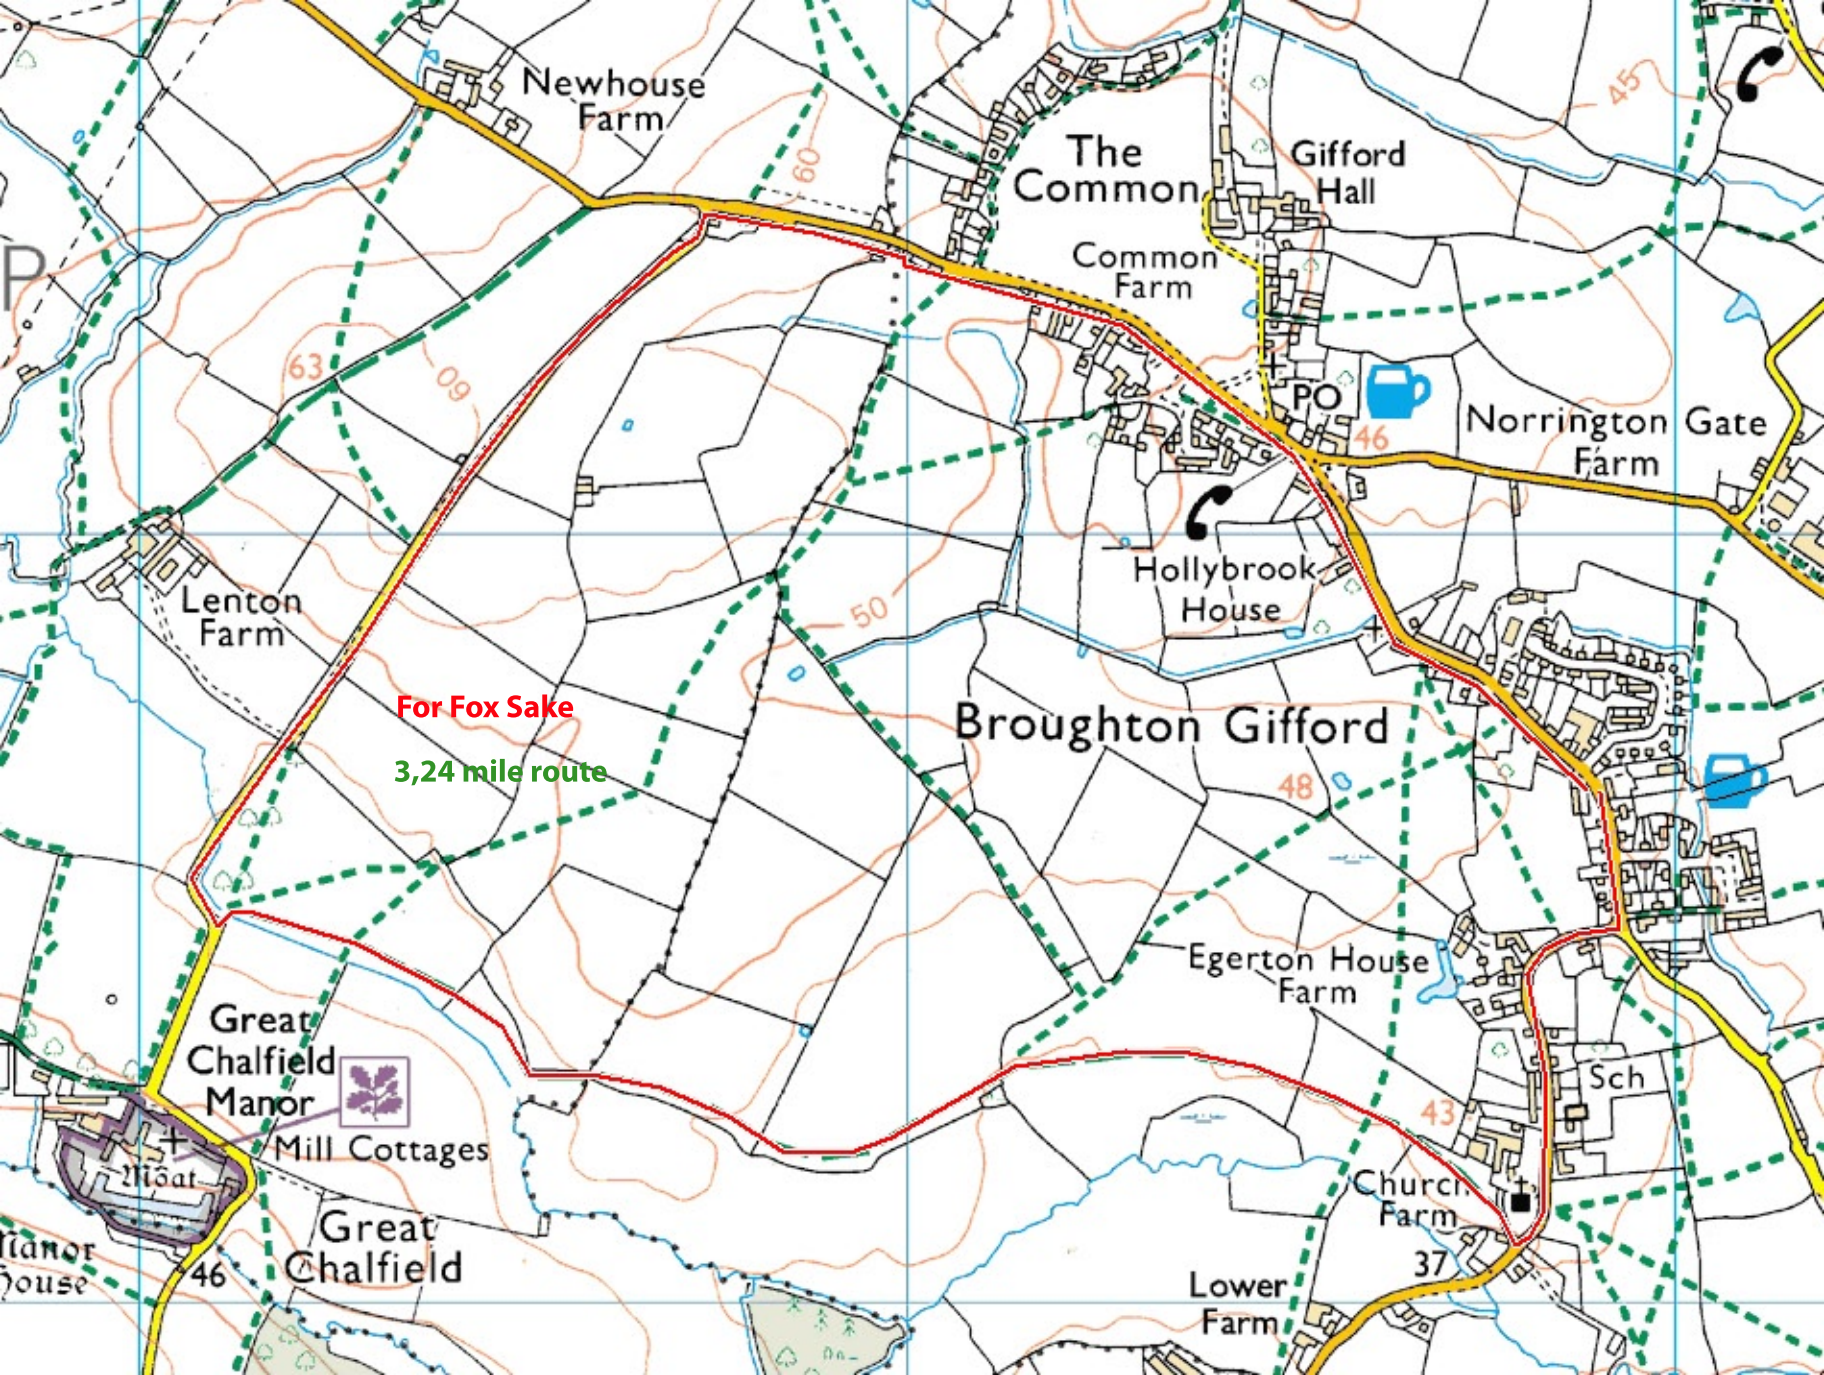 Newhouse
Farm
60
The
Common
Gifford
Hall
45
P
Common
Farm
63
60
PO
46
Norrington Gate
Farm
Hollybrook
House
50
Lenton
Farm
For Fox Sake
3,24 mile route
Broughton Gifford
48
Egerton House
Farm
Great
Chalfield
Manor
Mill Cottages
Moat
Sch
43
Church
Farm
37
Great
Chalfield
Manor
House
46
Lower
Farm